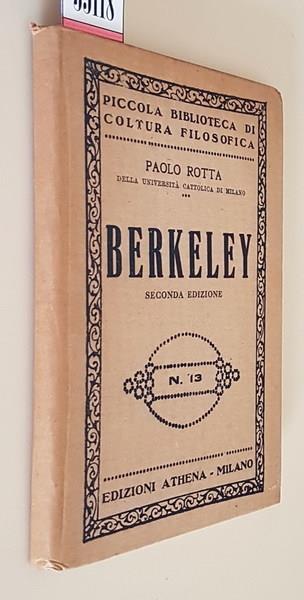 55118
PICCOLA BIBLIOTECA DI
COLTURA FILOSOFICA
PAOLO ROTTA
DELLA UNIVERSITÀ CATTOLICA DI MILANO
BERKELEY
SECONDA EDIZIONE
N. 13
EDIZIONI ATHENA - MILANO